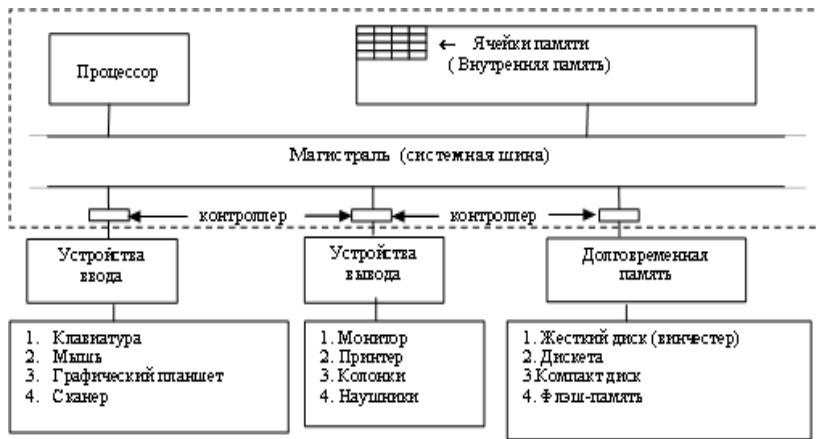 Процессор
← Ячейки памяти
( Внутренняя память)
Магистраль (системная шина)
контроллер
контроллер
Устройства
ввода
Устройства
вывода
Долговременная
память
1. Клавиатура
2. Мышь
3. Графический планшет
4. Сканер
1. Монитор
2. Принтер
3. Колонки
4. Наушники
1. Жесткий диск (винчестер)
2. Дискета
3.Компакт диск
4. Флэш-память